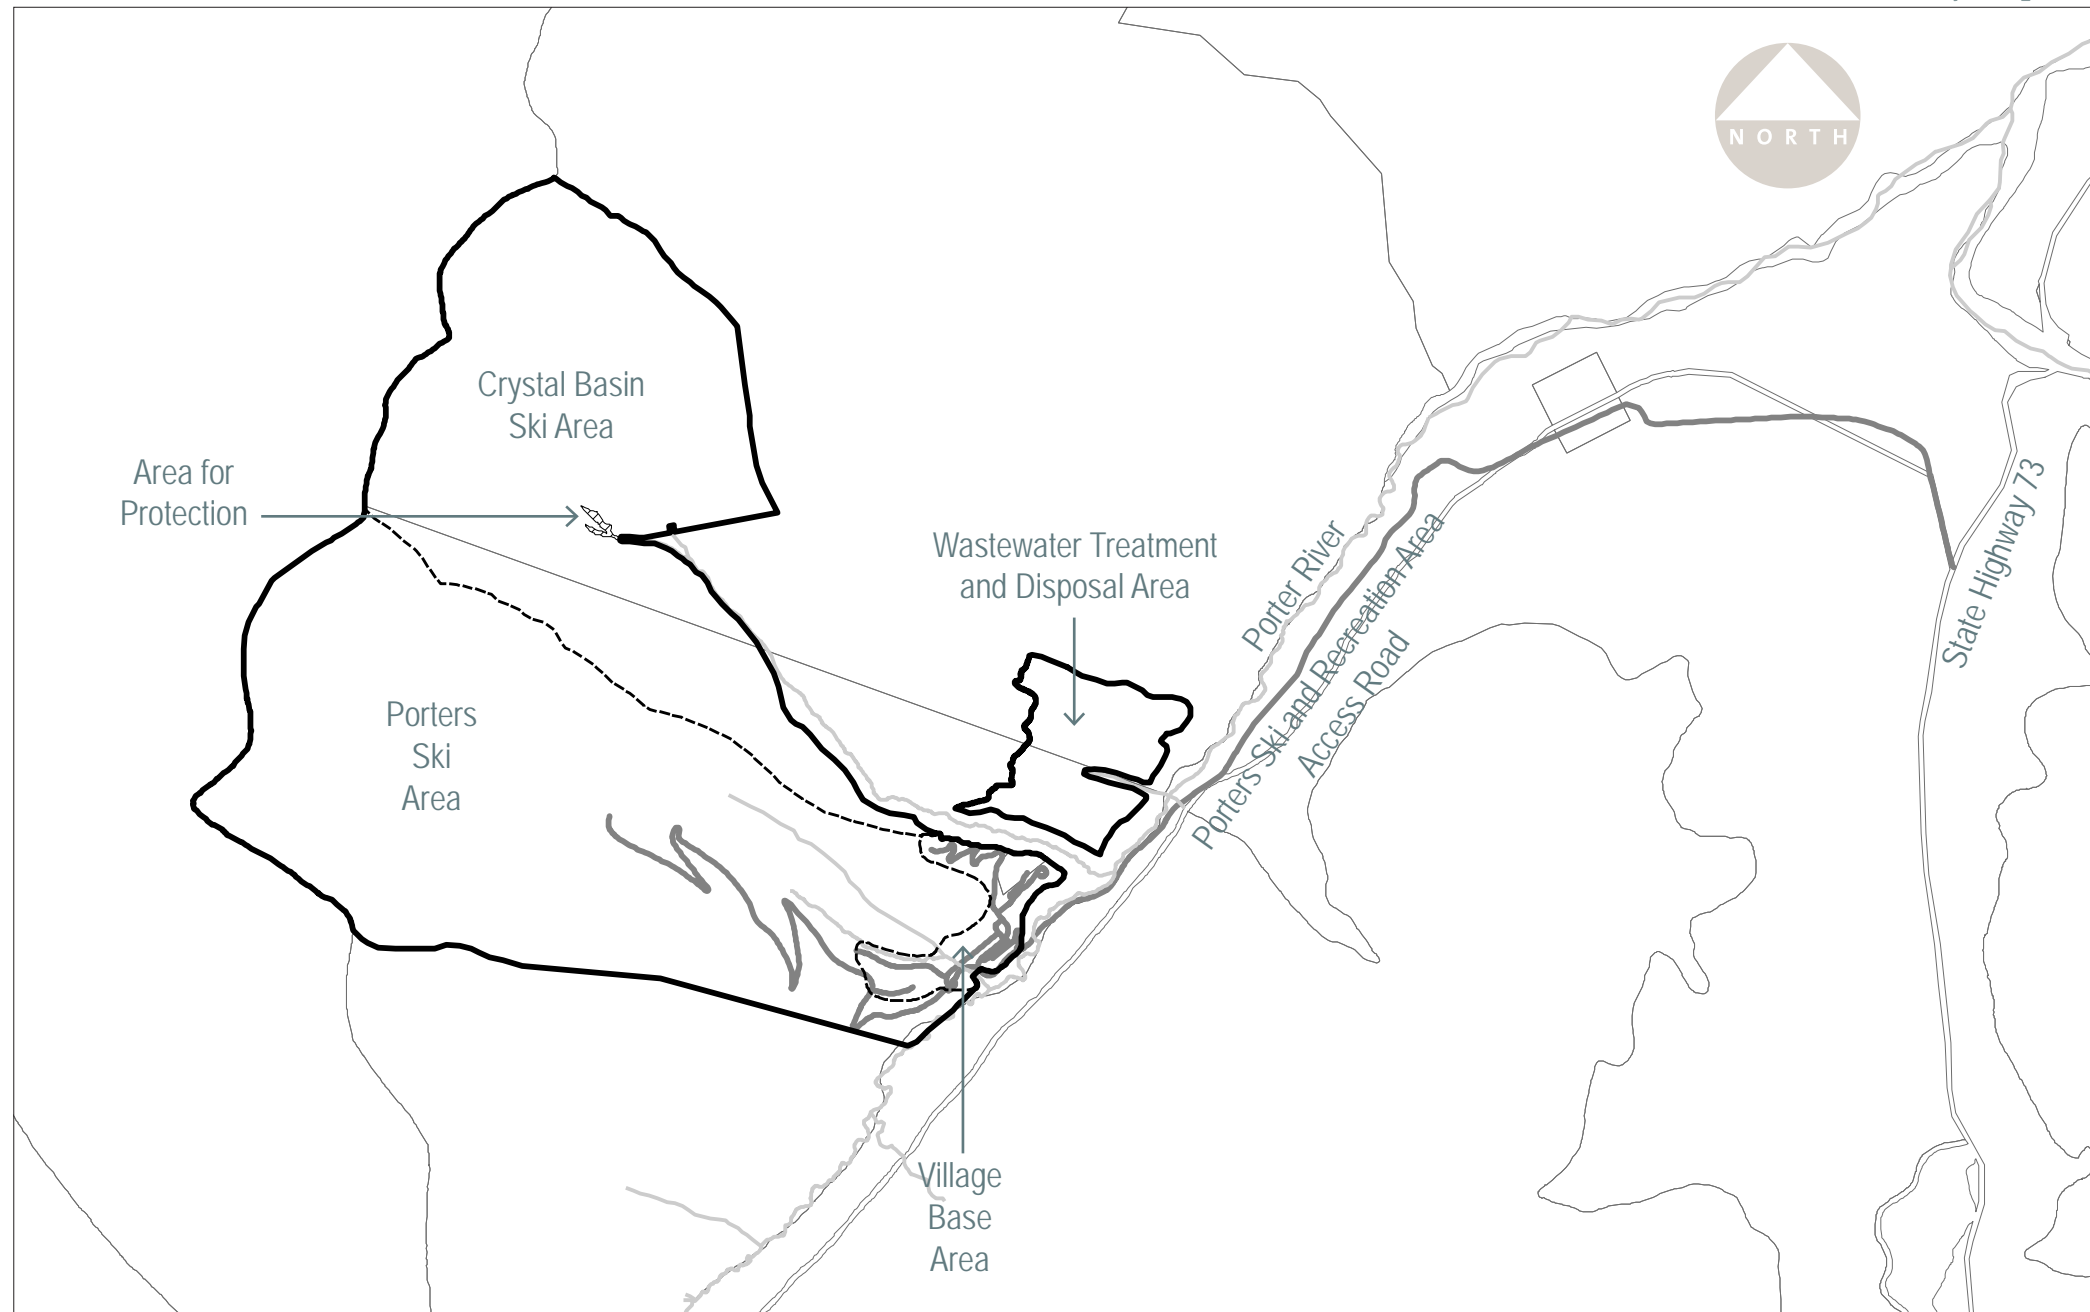 NORTH
Crystal Basin
Ski Area
Area for
Protection
Wastewater Treatment
and Disposal Area
Porter River
Porters Ski and Recreation Area
Access Road
State Highway 73
Porters
Ski
Area
Village
Base
Area